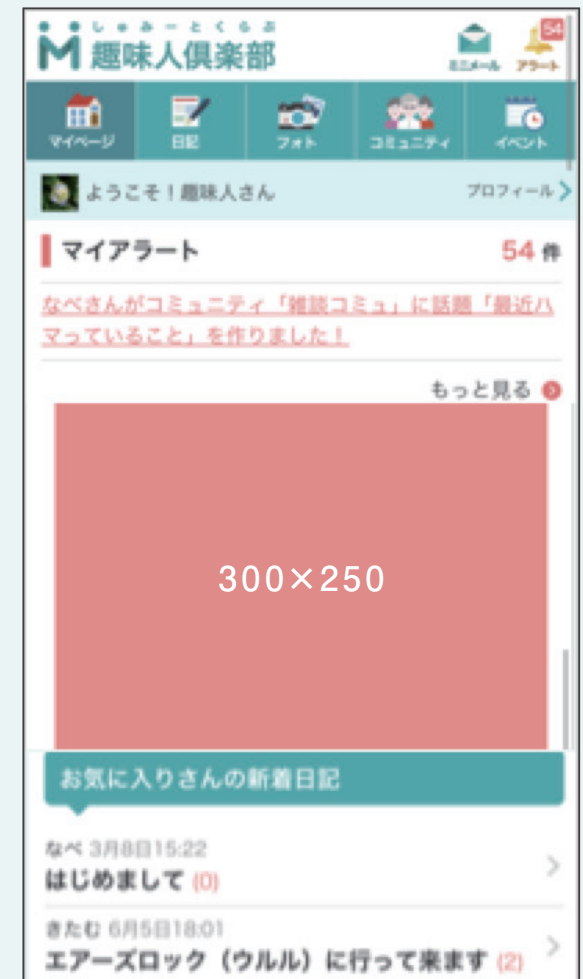 しゅみーとくらぶ
趣味人倶楽部
ミニメール
54
アラート
マイページ
日記
フォト
コミュニティ
イベント
ようこそ!趣味人さん
プロフィール
マイアラート
54 件
なべさんがコミュニティ「雑談コミュ」に話題「最近ハ
マっていること」を作りました!
もっと見る
300×250
お気に入りさんの新着日記
なべ 3月8日15:22
はじめまして (0)
きたむ 6月5日18:01
エアーズロック(ウルル)に行って来ます (2)